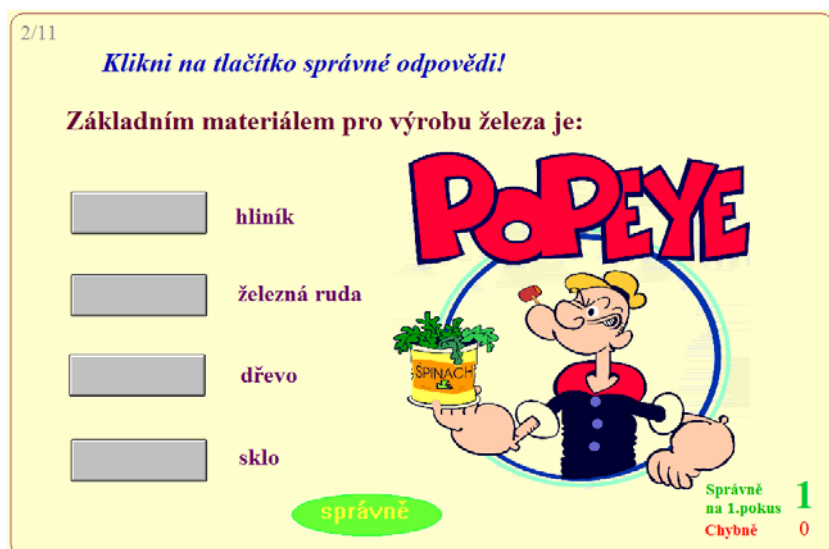 2/11
Klikni na tlačítko správné odpovědi!
Základním materiálem pro výrobu železa je:
POPEYE
hliník
železná ruda
dřevo
SPINACH
sklo
správně
Správně
na 1.pokus 1
Chybně 0